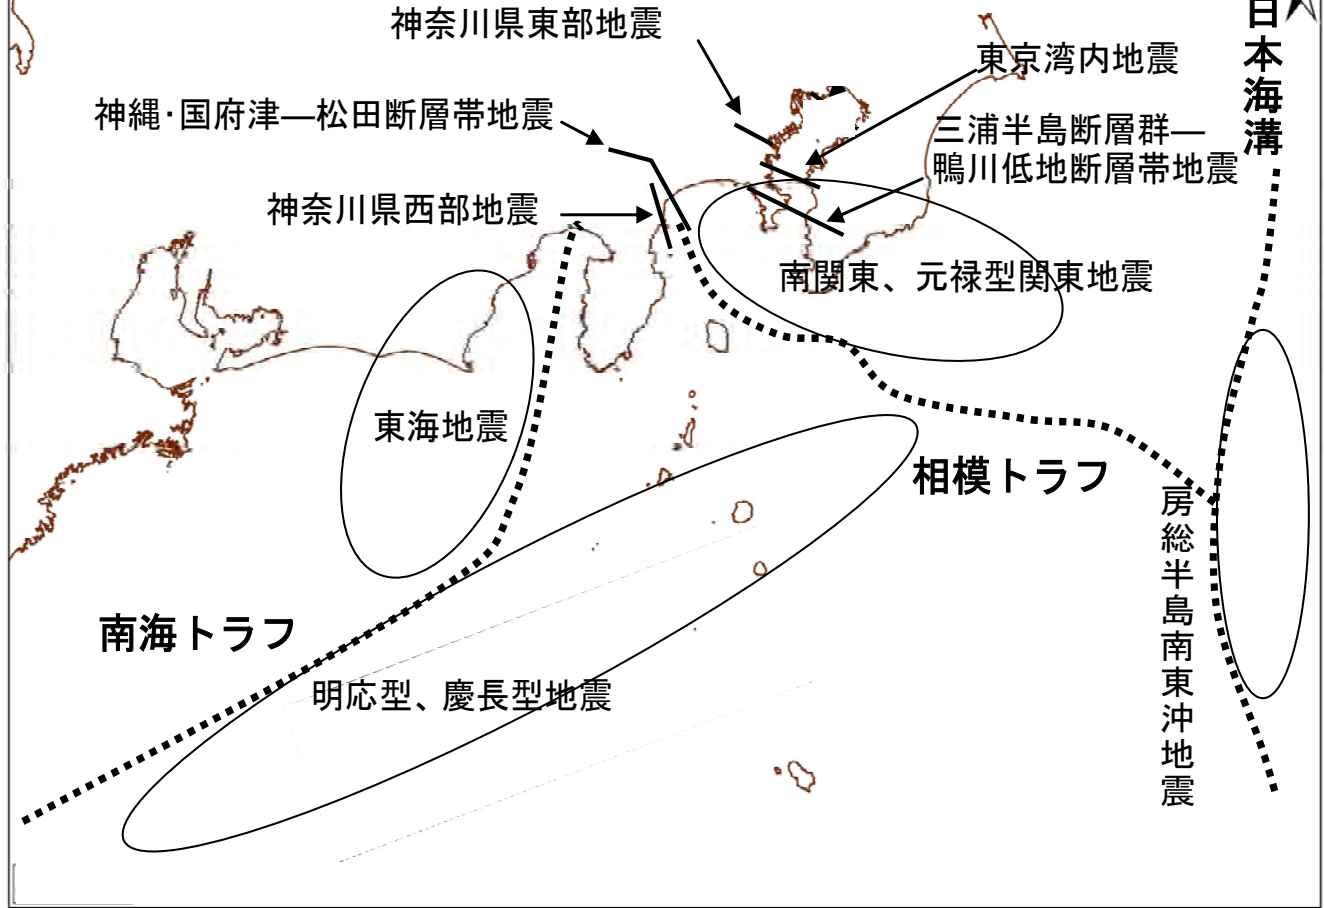 神奈川県東部地震
日本海溝
東京湾内地震
神縄・国府津―松田断層帯地震
三浦半島断層群―
鴨川低地断層帯地震
神奈川県西部地震
南関東、元禄型関東地震
東海地震
相模トラフ
房総半島南東沖地震
南海トラフ
明応型、慶長型地震